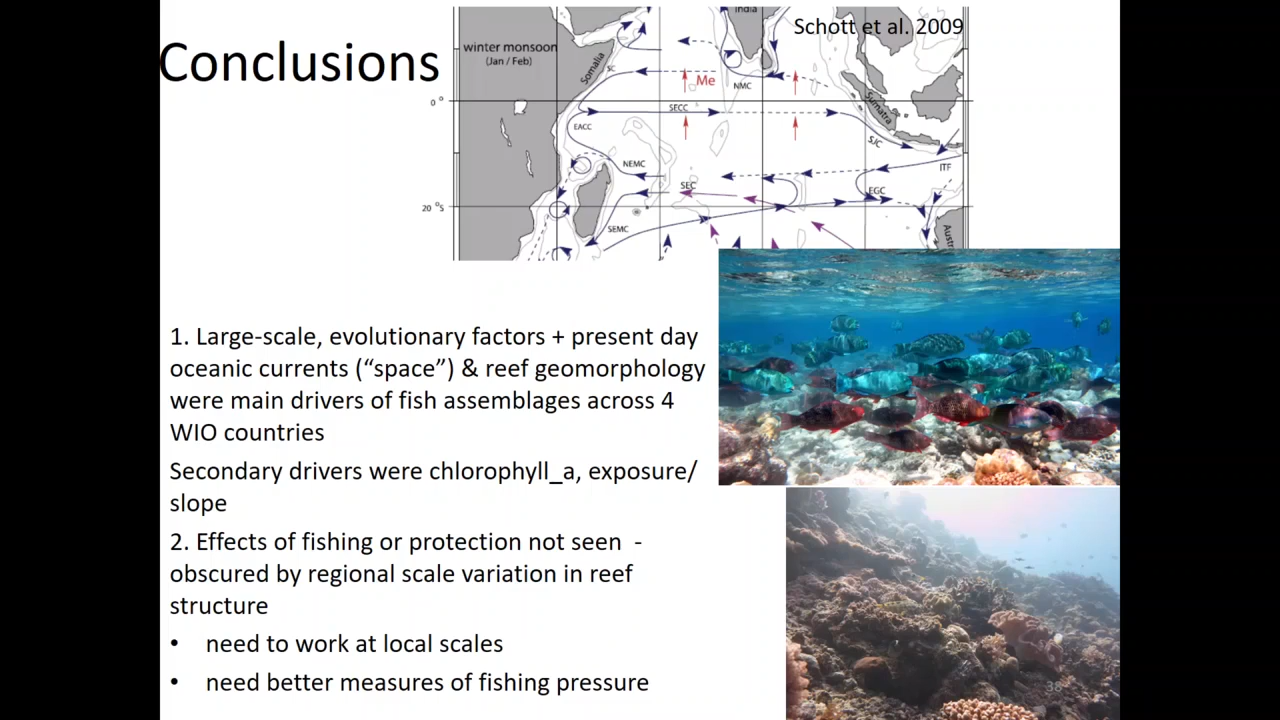 Conclusions
Schott et al. 2009
India
winter monsoon
(Jan / Feb)
Somalia
SC
Me
NMC
0 °
SECC
Sumatra
EACC
SJC
NEMC
ITF
SEC
EGC
20 °S
SEMC
1. Large-scale, evolutionary factors + present day
oceanic currents (“space”) & reef geomorphology
were main drivers of fish assemblages across 4
WIO countries
Secondary drivers were chlorophyll_a, exposure/
slope
2. Effects of fishing or protection not seen -
obscured by regional scale variation in reef
structure
• need to work at local scales
• need better measures of fishing pressure
38